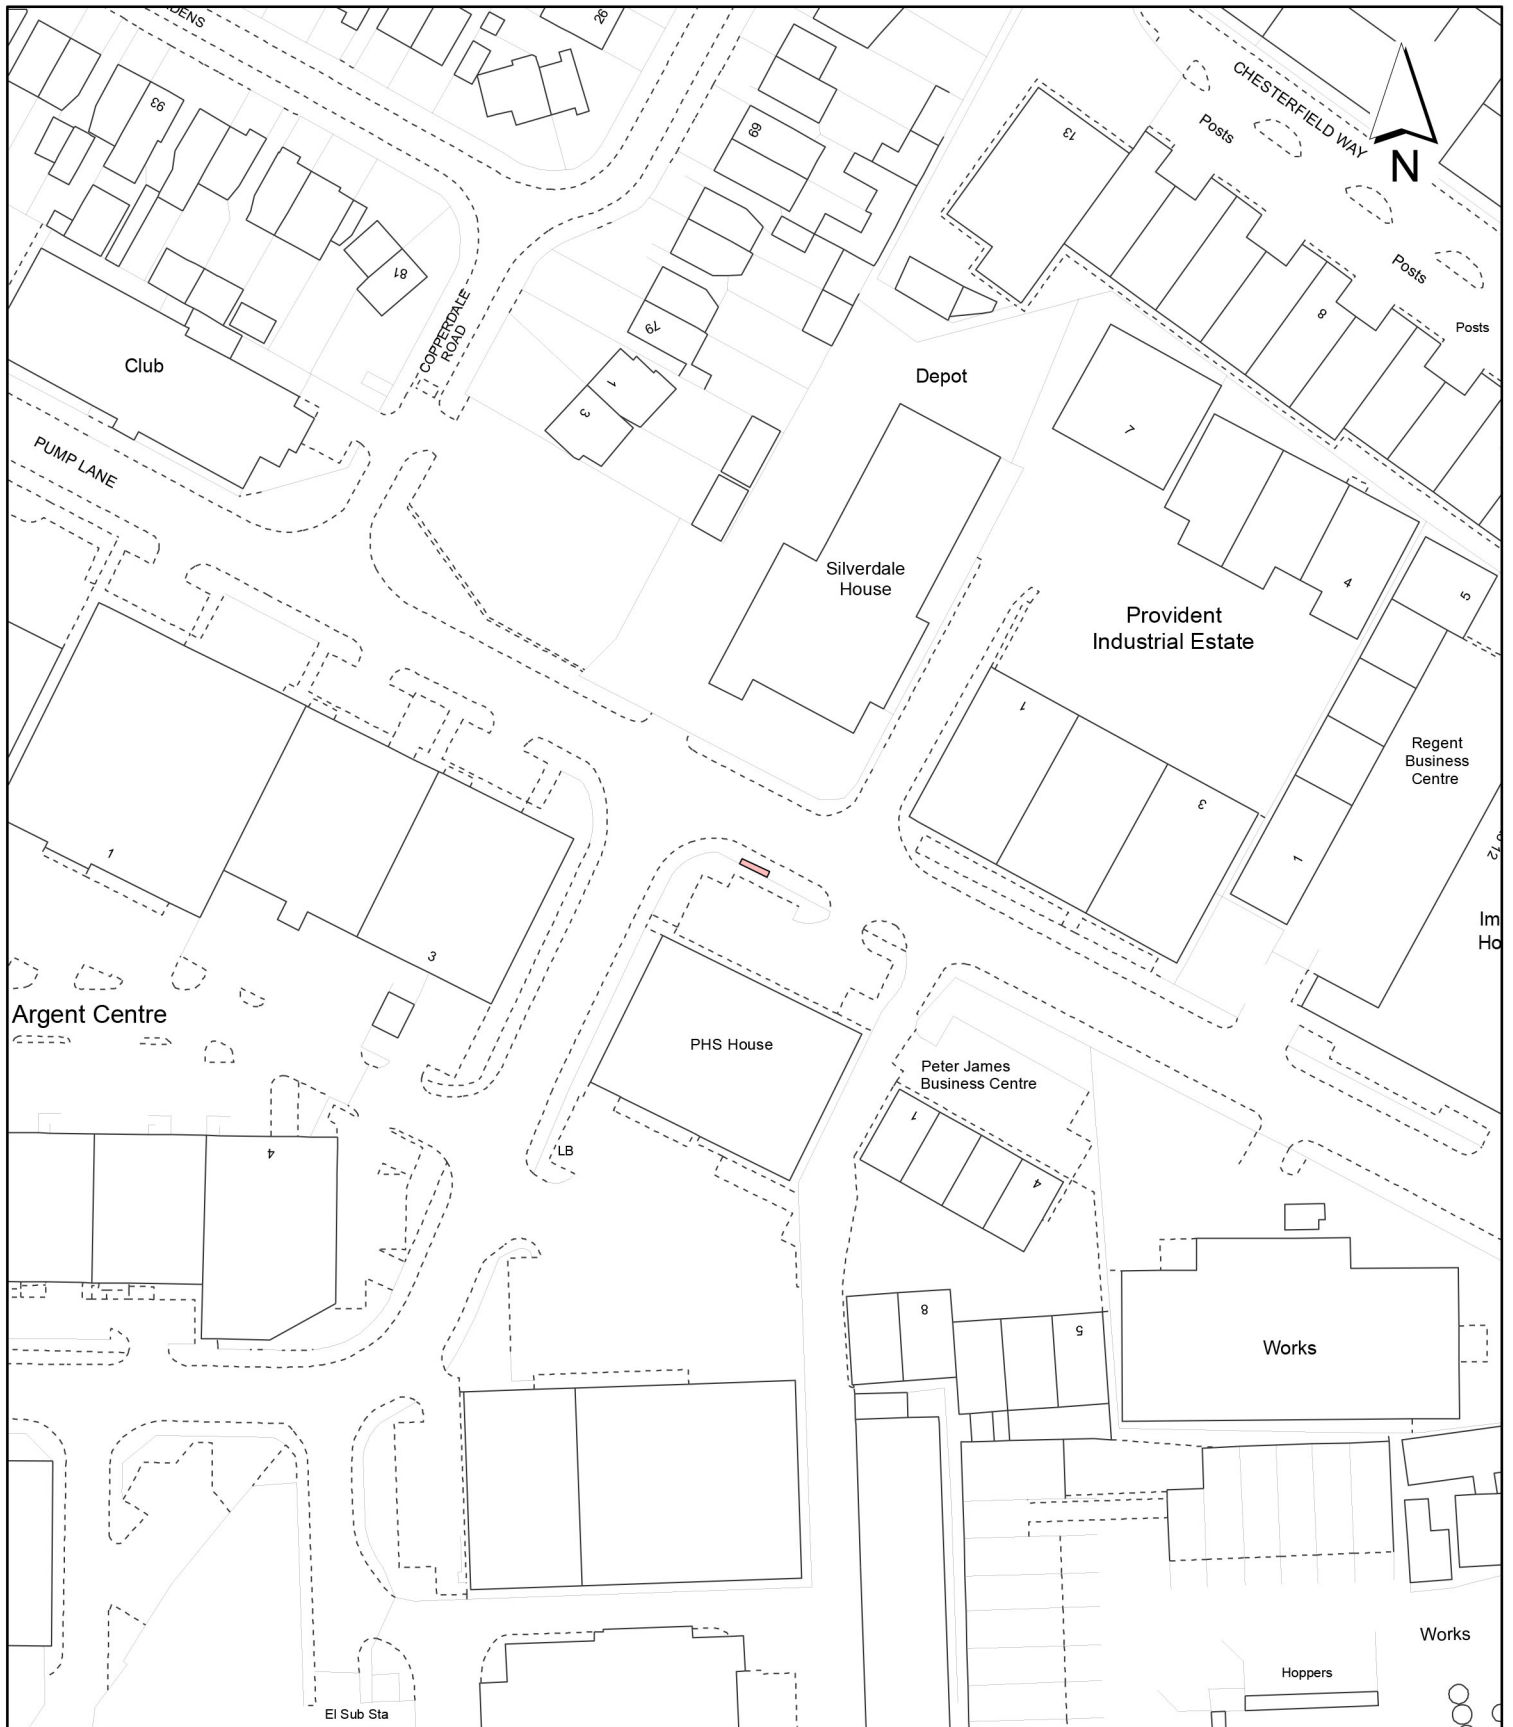 26
CHESTERFIELD WAY
93
Posts
69
13
N
81
Posts
8
COPPERDALE
ROAD
79
Posts
Club
1
3
Depot
7
PUMP LANE
Silverdale
House
4
5
Provident
Industrial Estate
1
Regent
Business
Centre
3
1
1
3
Argent Centre
PHS House
Peter James
Business Centre
1
LB
4
4
8
5
Works
Works
Hoppers
El Sub Sta